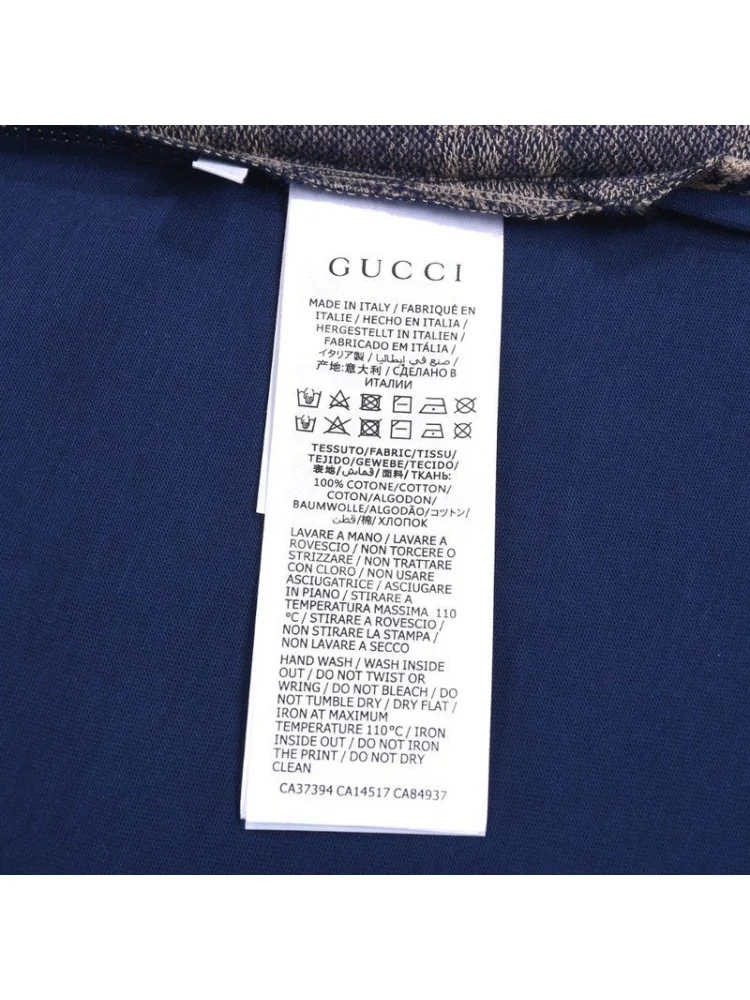 GUCCI
MADE IN ITALY / FABRIQUÉ EN
ITALIE / HECHO EN ITALIA /
HERGESTELLT IN ITALIEN /
FABRICADO EM ITÁLIA /
イタリア製 / صنع في إيطاليا /
产地:意大利 / СДЕЛАНО В
ИТАЛИИ
TESSUTO/FABRIC/TISSU/
TEJIDO/GEWEBE/TECIDO/
表地/قماش/面料/ТКАНЬ:
100% COTONE/COTTON/
COTON/ALGODON/
BAUMWOLLE/ALGODÃO/コットン/
قطن/棉/ХЛОПОК
LAVARE A MANO / LAVARE A
ROVESCIO / NON TORCERE O
STRIZZARE / NON TRATTARE
CON CLORO / NON USARE
ASCIUGATRICE / ASCIUGARE
IN PIANO / STIRARE A
TEMPERATURA MASSIMA 110
°C / STIRARE A ROVESCIO /
NON STIRARE LA STAMPA /
NON LAVARE A SECCO
HAND WASH / WASH INSIDE
OUT / DO NOT TWIST OR
WRING / DO NOT BLEACH / DO
NOT TUMBLE DRY / DRY FLAT /
IRON AT MAXIMUM
TEMPERATURE 110°C / IRON
INSIDE OUT / DO NOT IRON
THE PRINT / DO NOT DRY
CLEAN
CA37394 CA14517 CA84937